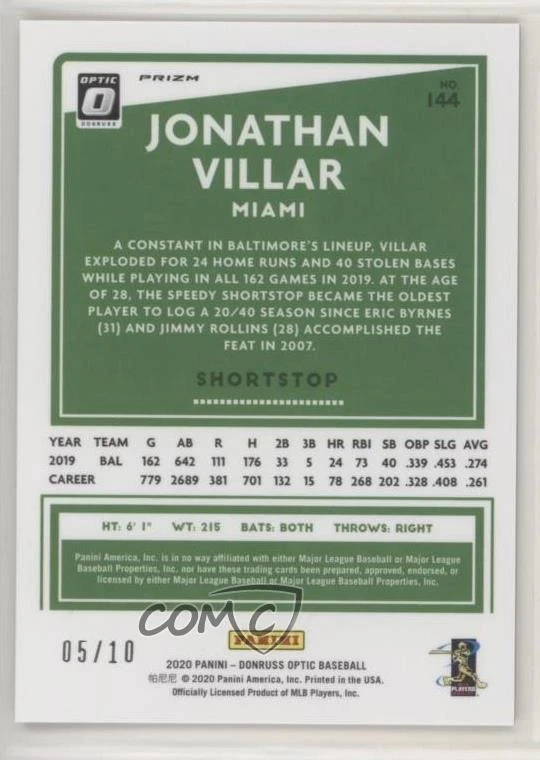 OPTIC
DONRUSS
PRIZM
NO.
144
JONATHAN
VILLAR
MIAMI
A CONSTANT IN BALTIMORE'S LINEUP, VILLAR
EXPLODED FOR 24 HOME RUNS AND 40 STOLEN BASES
WHILE PLAYING IN ALL 162 GAMES IN 2019. AT THE AGE
OF 28, THE SPEEDY SHORTSTOP BECAME THE OLDEST
PLAYER TO LOG A 20/40 SEASON SINCE ERIC BYRNES
(31) AND JIMMY ROLLINS (28) ACCOMPLISHED THE
FEAT IN 2007.
SHORTSTOP
YEAR TEAM G AB R H 2B 3B HR RBI SB OBP SLG AVG
2019 BAL 162 642 111 176 33 5 24 73 40 .339 .453 .274
CAREER 779 2689 381 701 132 15 78 268 202 .328 .408 .261
HT: 6' 1" WT: 215 BATS: BOTH THROWS: RIGHT
Panini America, Inc. is in no way affiliated with either Major League Baseball or Major League
Baseball Properties, Inc. nor have these trading cards been prepared, approved, endorsed, or
licensed by either Major League Baseball or Major League Baseball Properties, Inc.
COMC
PANINI
05/10
2020 PANINI – DONRUSS OPTIC BASEBALL
帕尼尼 © 2020 Panini America, Inc. Printed in the USA.
Officially Licensed Product of MLB Players, Inc.
PLAYERS